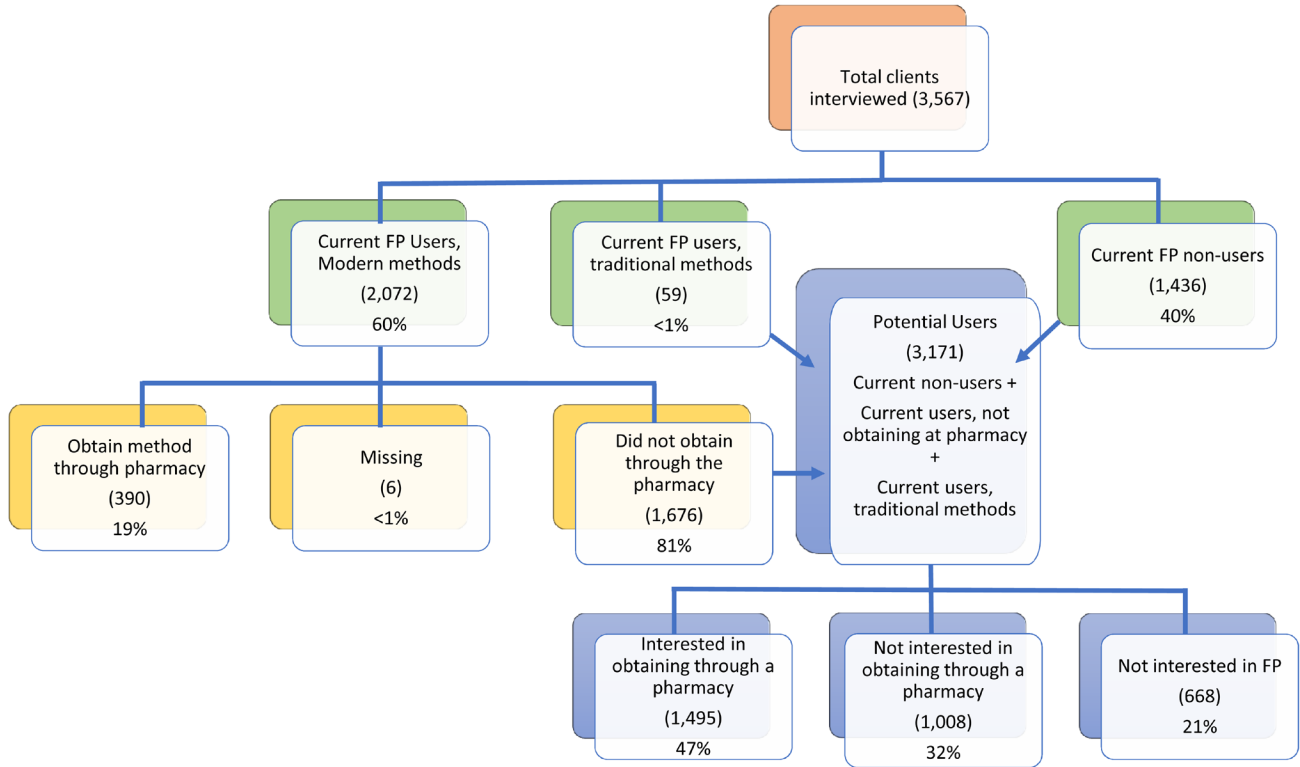 Total clients
interviewed (3,567)
Current FP Users,
Modern methods
(2,072)
60%
Current FP users,
traditional methods
(59)
<1%
Current FP non-users
(1,436)
40%
Potential Users
(3,171)
Current non-users +
Current users, not
obtaining at pharmacy
+
Current users,
traditional methods
Obtain method
through pharmacy
(390)
19%
Missing
(6)
<1%
Did not obtain
through the
pharmacy
(1,676)
81%
Interested in
obtaining through a
pharmacy
(1,495)
47%
Not interested in
obtaining through a
pharmacy
(1,008)
32%
Not interested in FP
(668)
21%